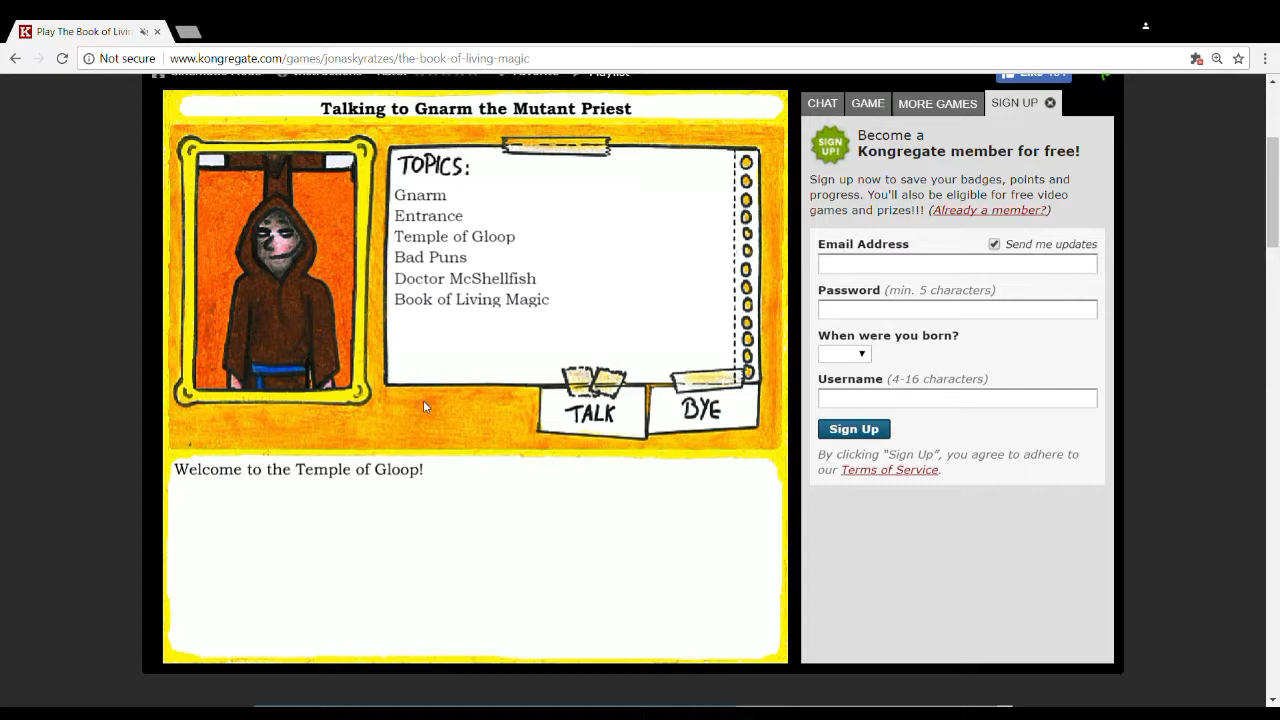 Play The Book of Livin
Not secure
www.kongregate.com/games/jonaskyratzes/the-book-of-living-magic
Talking to Gnarm the Mutant Priest
TOPICS:
Gnarm
Entrance
Temple of Gloop
Bad Puns
Doctor McShellfish
Book of Living Magic
TALK
BYE
Welcome to the Temple of Gloop!
CHAT
GAME
MORE GAMES
SIGN UP
SIGN UP!
Become a
Kongregate member for free!
Sign up now to save your badges, points and
progress. You'll also be eligible for free video
games and prizes!!! (Already a member?)
Email Address
Send me updates
Password (min. 5 characters)
When were you born?
Username (4-16 characters)
Sign Up
By clicking “Sign Up”, you agree to adhere to
our Terms of Service.